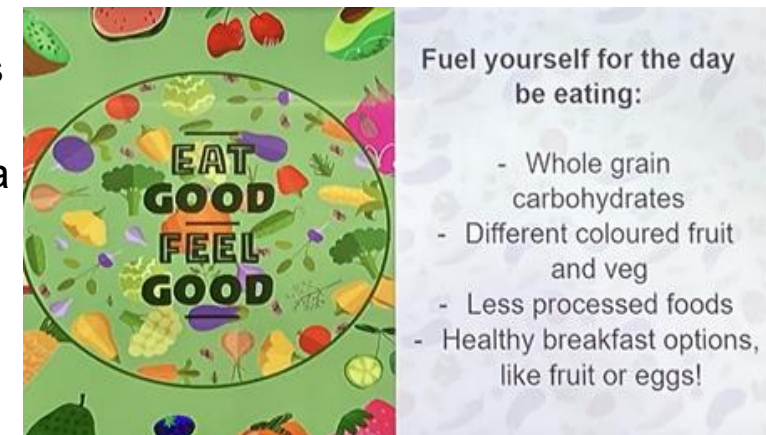 s
a
EAT
GOOD
FEEL
GOOD
Fuel yourself for the day
be eating:
- Whole grain
carbohydrates
- Different coloured fruit
and veg
- Less processed foods
- Healthy breakfast options,
like fruit or eggs!